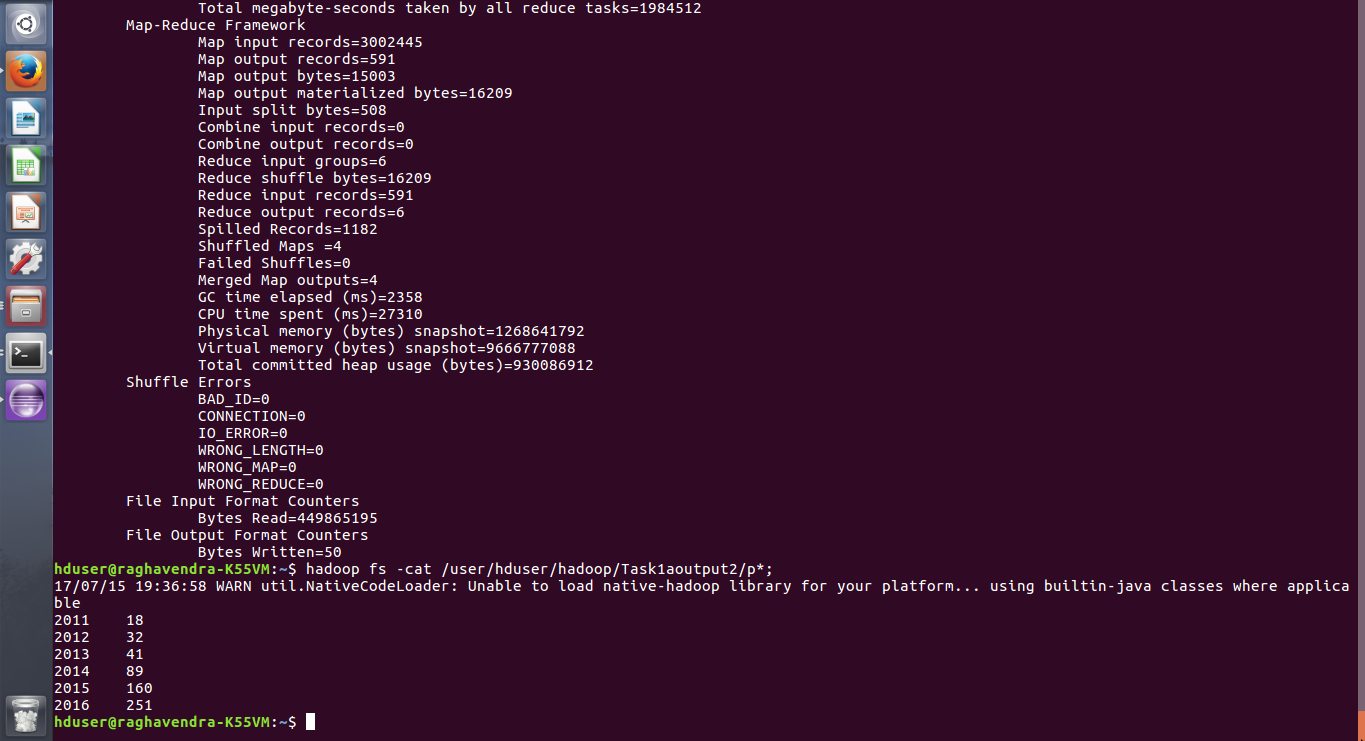 Total megabyte-seconds taken by all reduce tasks=1984512
Map-Reduce Framework
Map input records=3002445
Map output records=591
Map output bytes=15003
Map output materialized bytes=16209
Input split bytes=508
Combine input records=0
Combine output records=0
Reduce input groups=6
Reduce shuffle bytes=16209
Reduce input records=591
Reduce output records=6
Spilled Records=1182
Shuffled Maps =4
Failed Shuffles=0
Merged Map outputs=4
GC time elapsed (ms)=2358
CPU time spent (ms)=27310
Physical memory (bytes) snapshot=1268641792
Virtual memory (bytes) snapshot=9666777088
Total committed heap usage (bytes)=930086912
Shuffle Errors
BAD_ID=0
CONNECTION=0
IO_ERROR=0
WRONG_LENGTH=0
WRONG_MAP=0
WRONG_REDUCE=0
File Input Format Counters
Bytes Read=449865195
File Output Format Counters
Bytes Written=50
hduser@raghavendra-K55VM:~$ hadoop fs -cat /user/hduser/hadoop/Task1aoutput2/p*;
17/07/15 19:36:58 WARN util.NativeCodeLoader: Unable to load native-hadoop library for your platform... using builtin-java classes where applica
ble
2011 18
2012 32
2013 41
2014 89
2015 160
2016 251
hduser@raghavendra-K55VM:~$